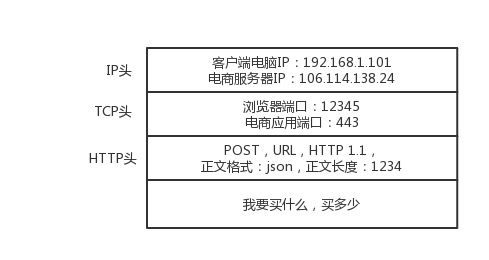 IP头
客户端电脑IP：192.168.1.101
电商服务器IP：106.114.138.24
TCP头
浏览器端口：12345
电商应用端口：443
HTTP头
POST，URL，HTTP 1.1，
正文格式：json，正文长度：1234
我要买什么，买多少